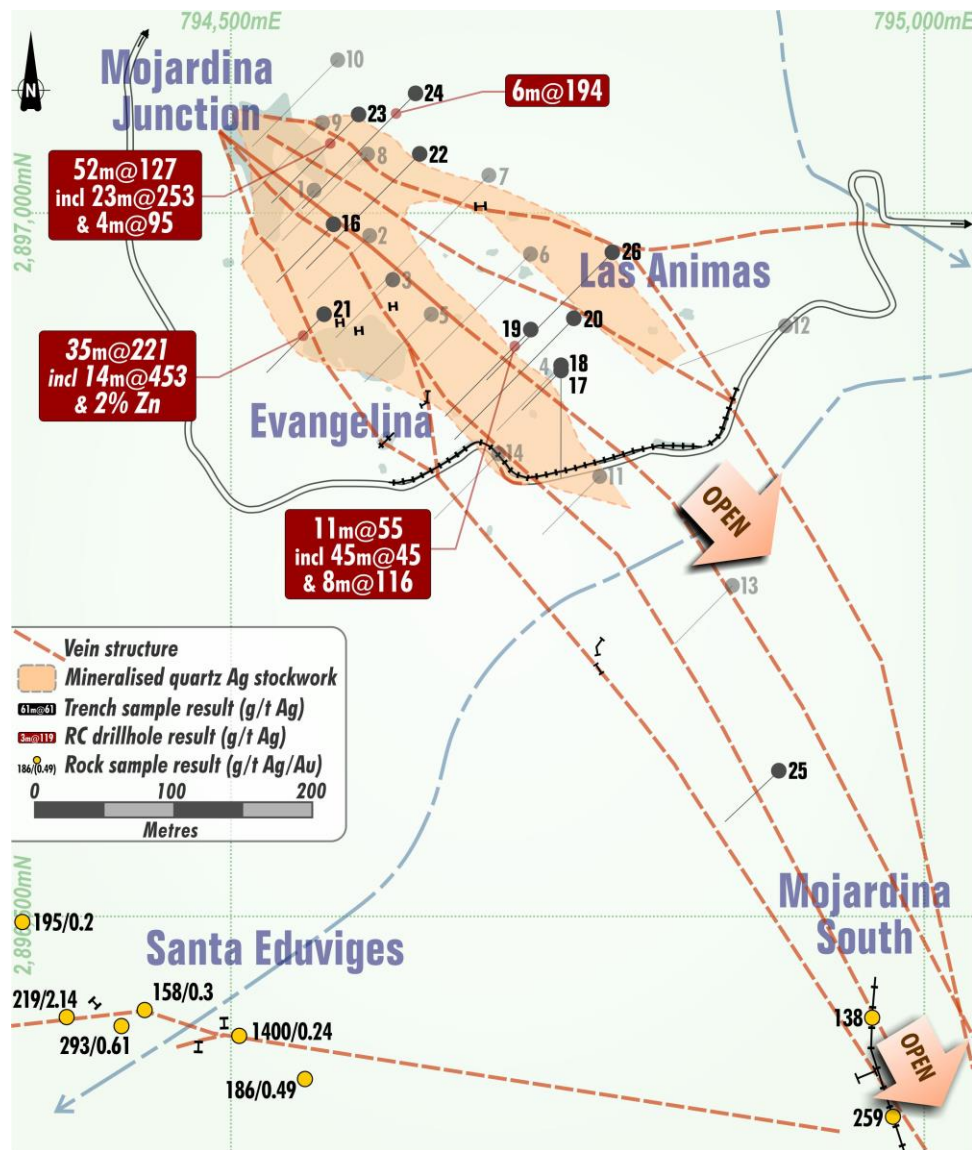 794,500mE
795,000mE
Mojardina
Junction
N
10
24
6m@194
23
9
8
22
7
52m@127
incl 23m@253
& 4m@95
1
2,897,000mN
16
2
26
6
Las Animas
3
21
5
19
20
12
35m@221
incl 14m@453
& 2% Zn
18
4
17
Evangelina
14
11
OPEN
11m@55
incl 45m@45
& 8m@116
13
Vein structure
Mineralised quartz Ag stockwork
61m@61 Trench sample result (g/t Ag)
3m@119 RC drillhole result (g/t Ag)
186/(0.49) Rock sample result (g/t Ag/Au)
0 100 200
Metres
25
Mojardina
South
195/0.2
Santa Eduviges
158/0.3
219/2.14
293/0.61
1400/0.24
138
OPEN
186/0.49
259